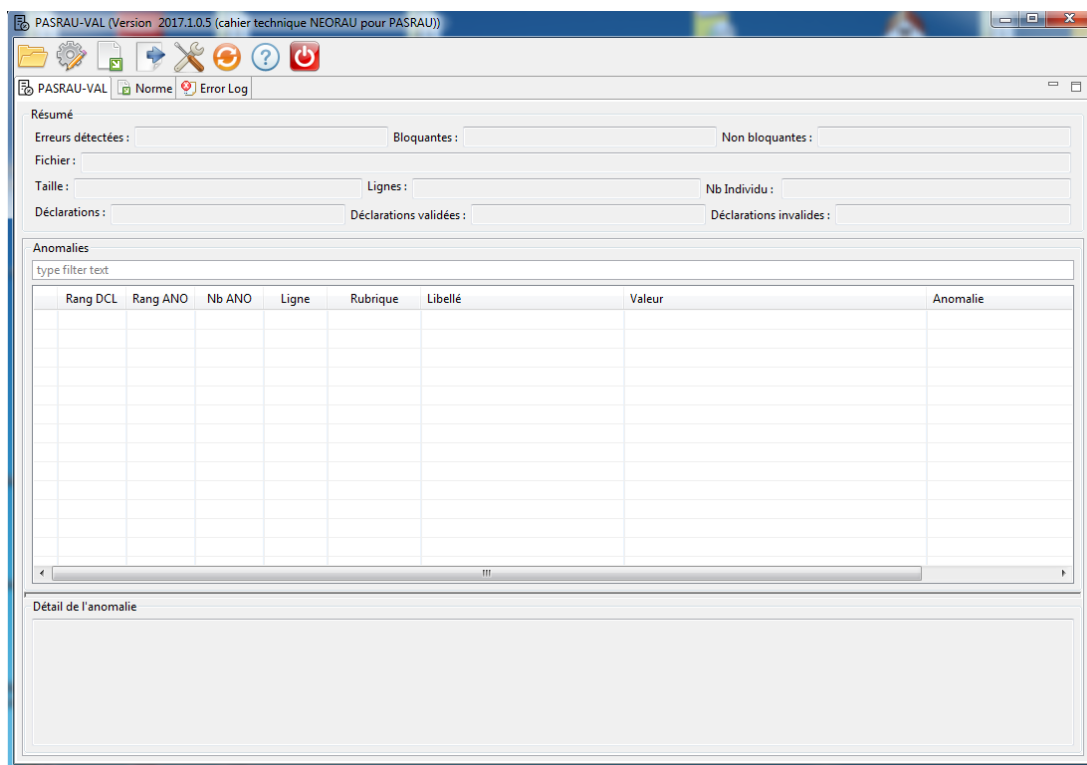 PASRAU-VAL (Version 2017.1.0.5 (cahier technique NEORAU pour PASRAU))
PASRAU-VAL Norme Error Log
Résumé
Erreurs détectées : Bloquantes : Non bloquantes :
Fichier :
Taille : Lignes : Nb Individu :
Déclarations : Déclarations validées : Déclarations invalides :
Anomalies
type filter text
Rang DCL Rang ANO Nb ANO Ligne Rubrique Libellé Valeur Anomalie
Détail de l'anomalie